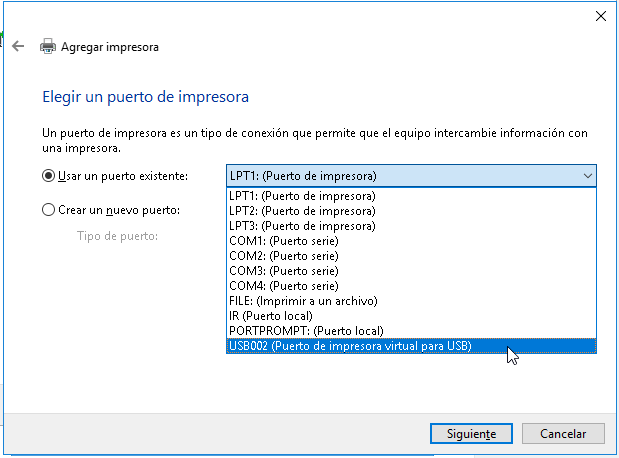 Agregar impresora
Elegir un puerto de impresora
Un puerto de impresora es un tipo de conexión que permite que el equipo intercambie información con
una impresora.
Usar un puerto existente:
LPT1: (Puerto de impresora)
LPT1: (Puerto de impresora)
LPT2: (Puerto de impresora)
LPT3: (Puerto de impresora)
COM1: (Puerto serie)
COM2: (Puerto serie)
COM3: (Puerto serie)
COM4: (Puerto serie)
FILE: (Imprimir a un archivo)
IR (Puerto local)
PORTPROMPT: (Puerto local)
USB002 (Puerto de impresora virtual para USB)
Crear un nuevo puerto:
Tipo de puerto:
Siguiente
Cancelar